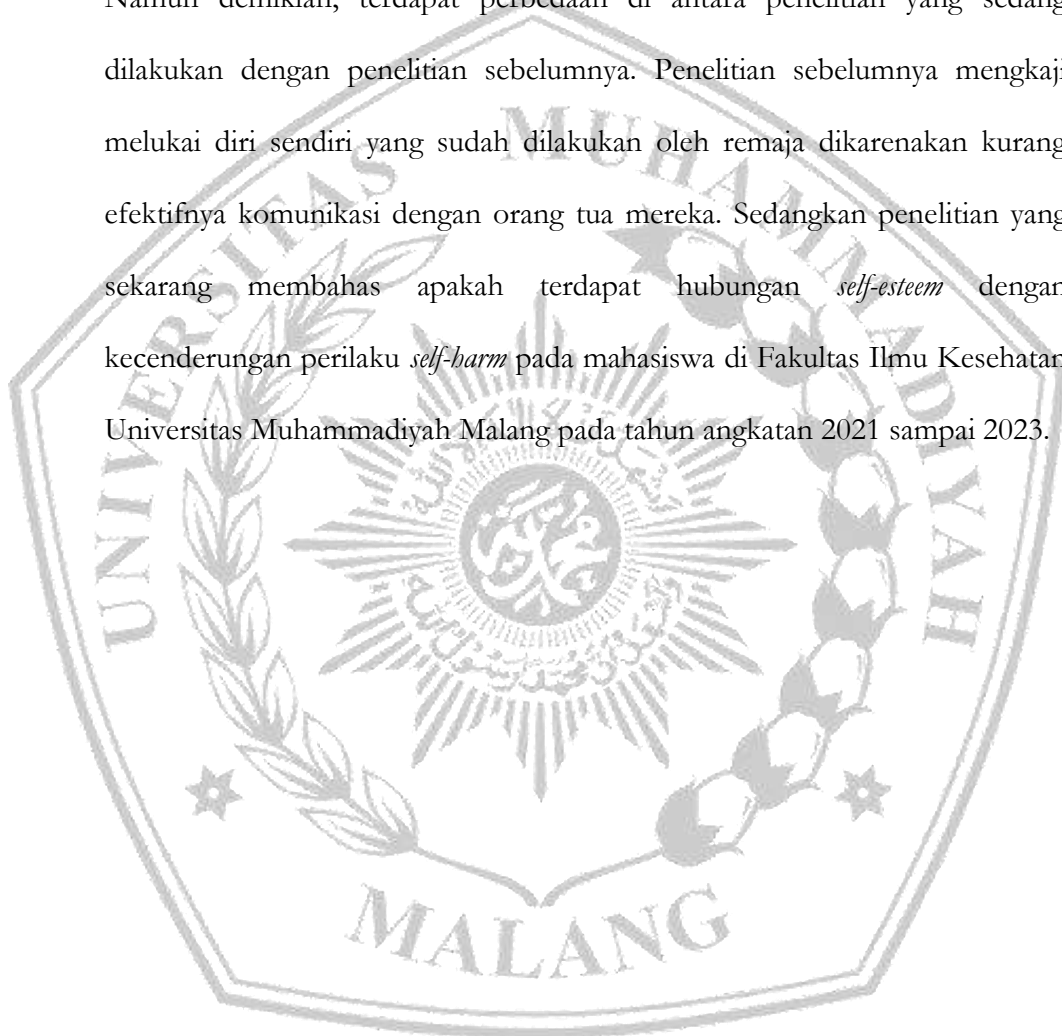 Namun demikian, terdapat perbedaan di antara penelitian yang sedang
dilakukan dengan penelitian sebelumnya. Penelitian sebelumnya mengkaji
melukai diri sendiri yang sudah dilakukan oleh remaja dikarenakan kurang
efektifnya komunikasi dengan orang tua mereka. Sedangkan penelitian yang
sekarang membahas apakah terdapat hubungan self-esteem dengan
kecenderungan perilaku self-harm pada mahasiswa di Fakultas Ilmu Kesehatan
Universitas Muhammadiyah Malang pada tahun angkatan 2021 sampai 2023.
UNIVERSITAS MUHAMMADIYAH
MALANG